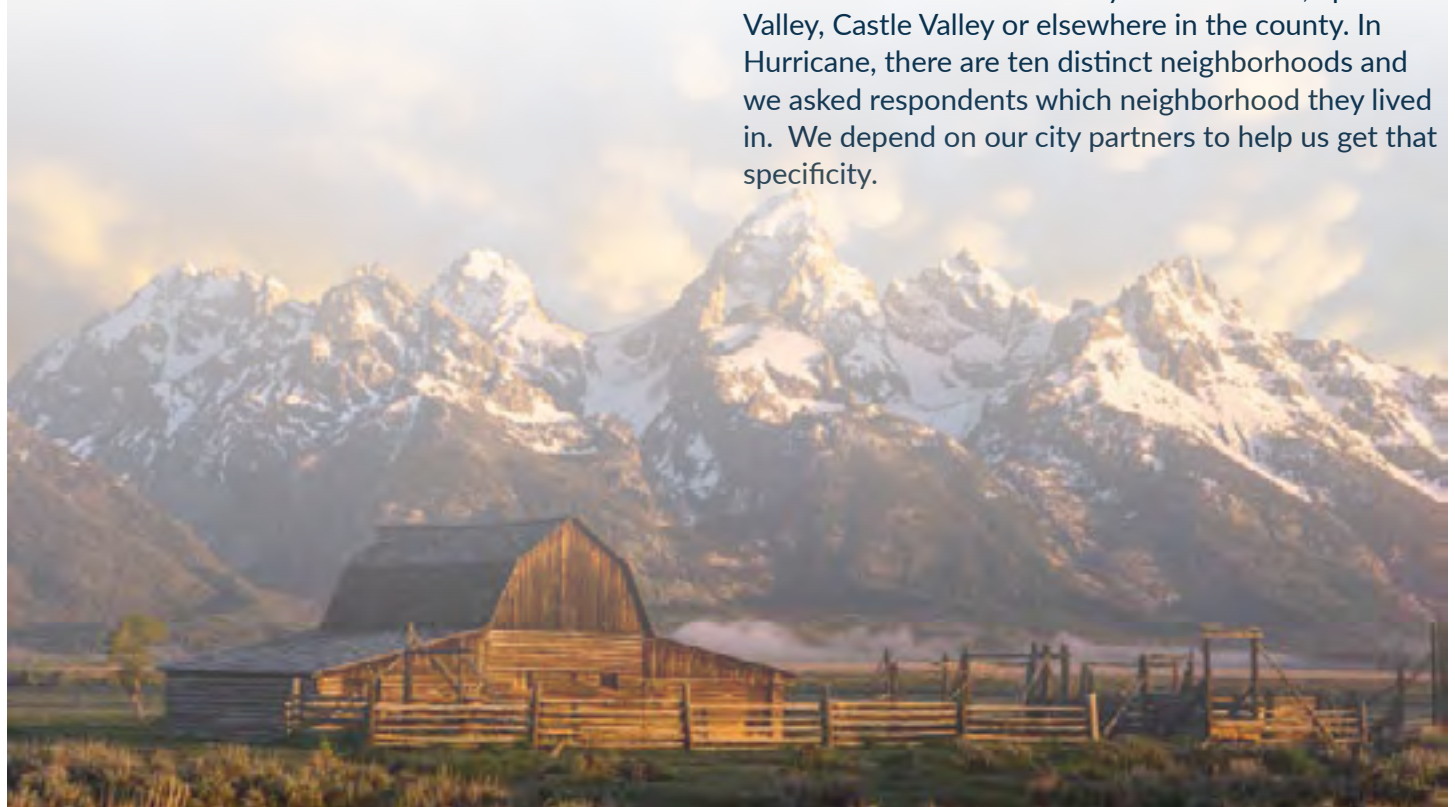 Valley, Castle Valley or elsewhere in the county. In
Hurricane, there are ten distinct neighborhoods and
we asked respondents which neighborhood they lived
in.  We depend on our city partners to help us get that
specificity.